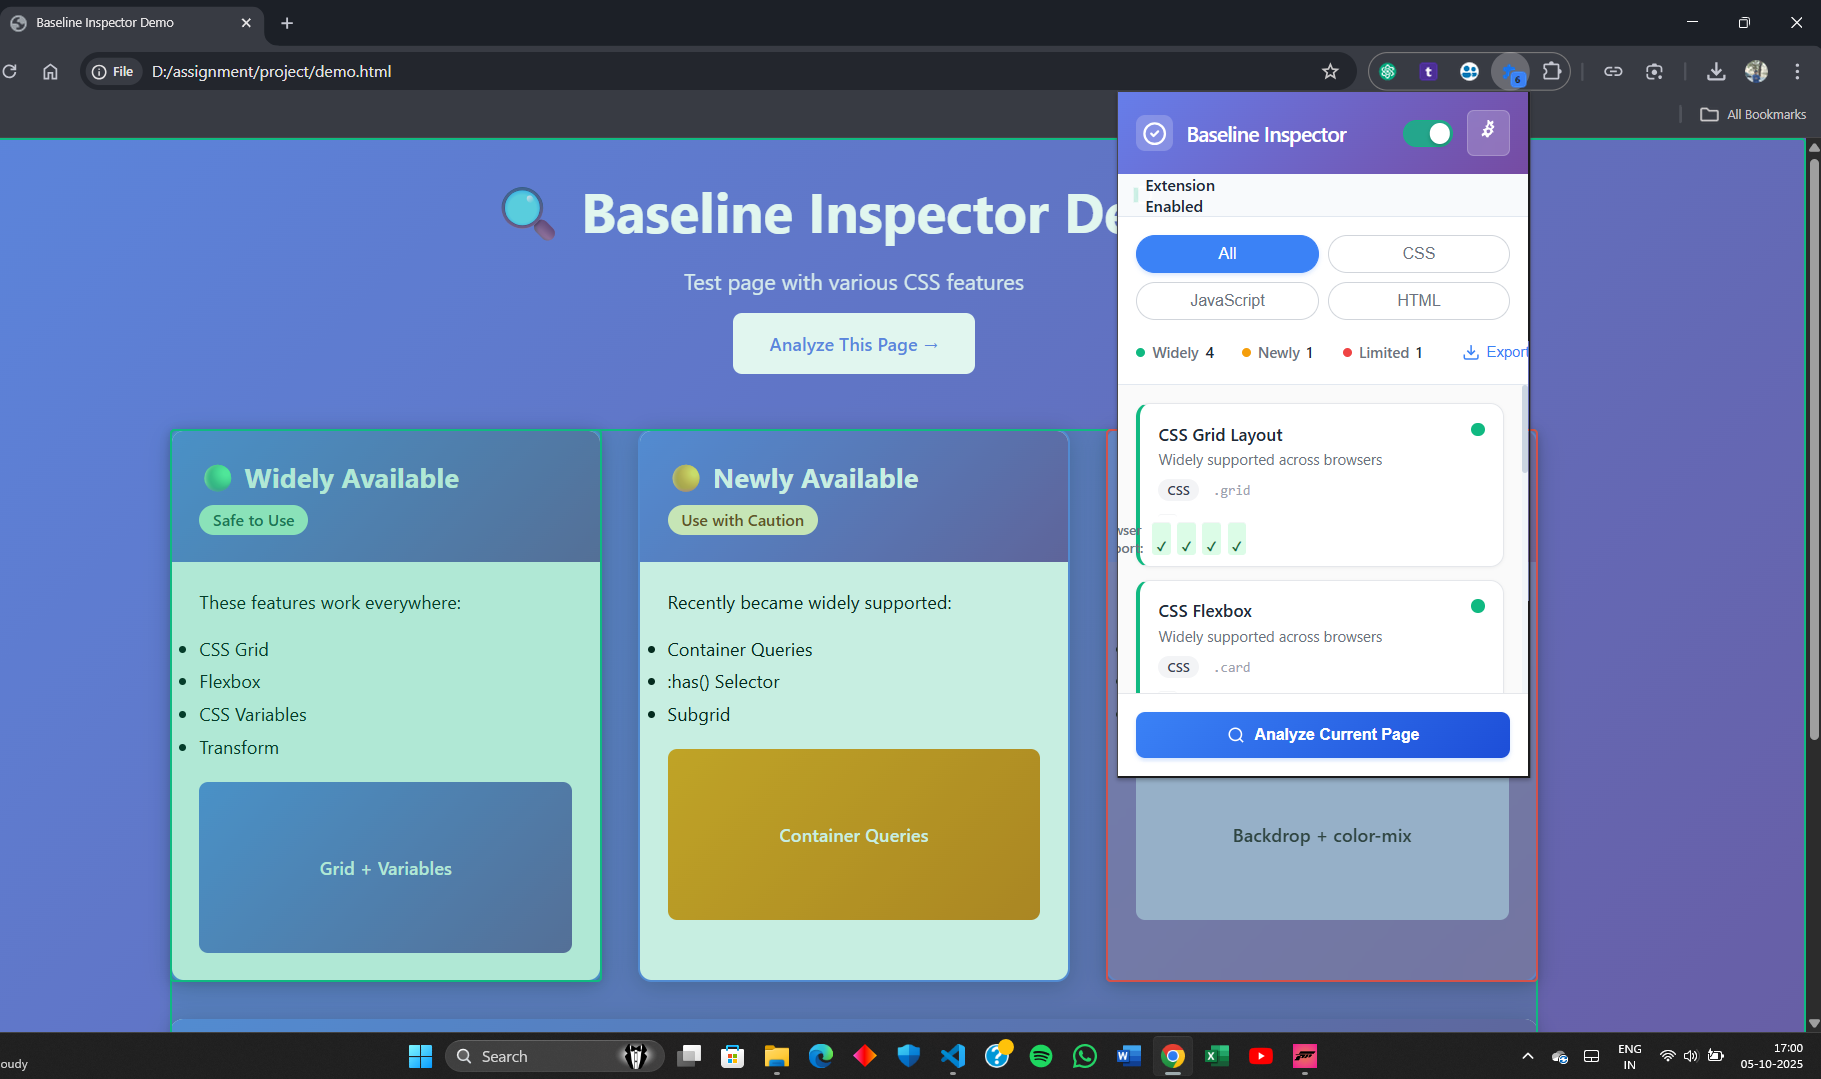 Baseline Inspector Demo
File
D:/assignment/project/demo.html
t
6
All Bookmarks
Baseline Inspector
Extension
Enabled
All
CSS
JavaScript
HTML
Widely 4
Newly 1
Limited 1
Export
CSS Grid Layout
Widely supported across browsers
CSS
.grid
wser
port:
✓ ✓ ✓ ✓
CSS Flexbox
Widely supported across browsers
CSS
.card
Analyze Current Page
Baseline Inspector De
Test page with various CSS features
Analyze This Page →
Widely Available
Safe to Use
These features work everywhere:
• CSS Grid
• Flexbox
• CSS Variables
• Transform
Grid + Variables
Newly Available
Use with Caution
Recently became widely supported:
• Container Queries
• :has() Selector
• Subgrid
Container Queries
Backdrop + color-mix
oudy
Search
ENG
IN
17:00
05-10-2025